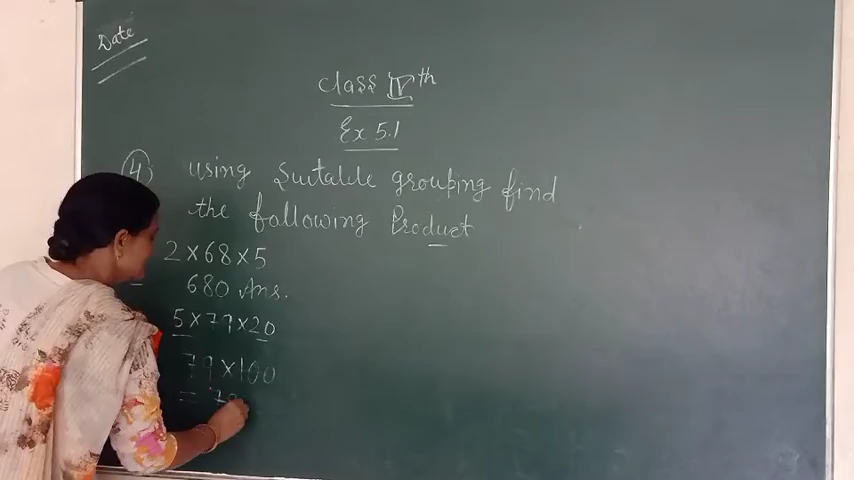 Date
Class IVth
Ex 5.1
4) using Suitable grouping find
the following Product
2×68×5
680 Ans.
5×79×20
79×100
= 79